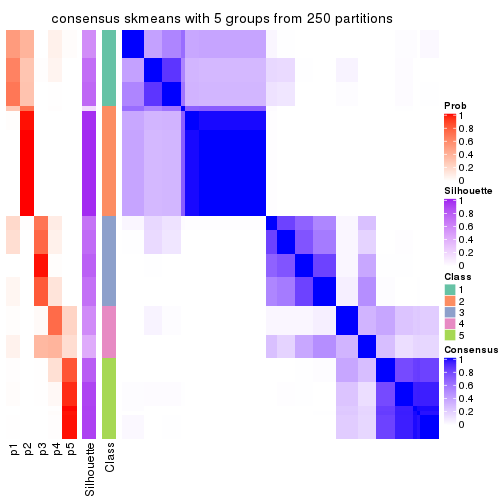 consensus skmeans with 5 groups from 250 partitions
Prob
1
0.8
0.6
0.4
0.2
0
Silhouette
1
0.8
0.6
0.4
0.2
0
Class
1
2
3
4
5
Consensus
1
0.8
0.6
0.4
0.2
0
p1
p2
p3
p4
p5
Silhouette
Class